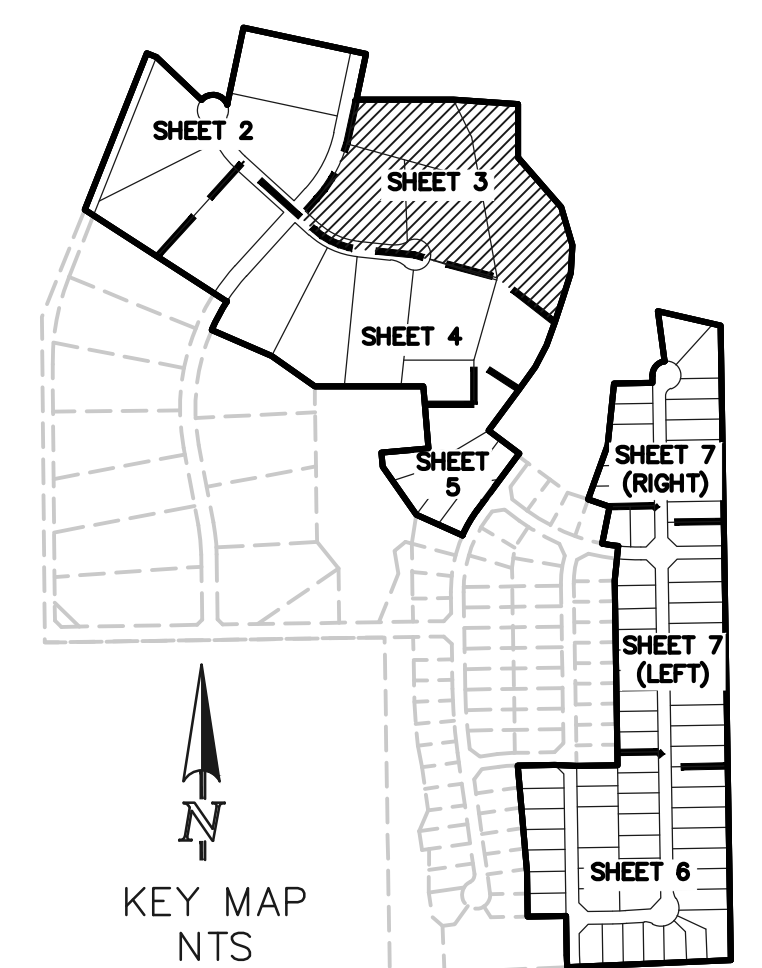 SHEET 2
SHEET 3
SHEET 4
SHEET
5
SHEET 7
(RIGHT)
SHEET 7
(LEFT)
SHEET 6
N
KEY MAP
NTS